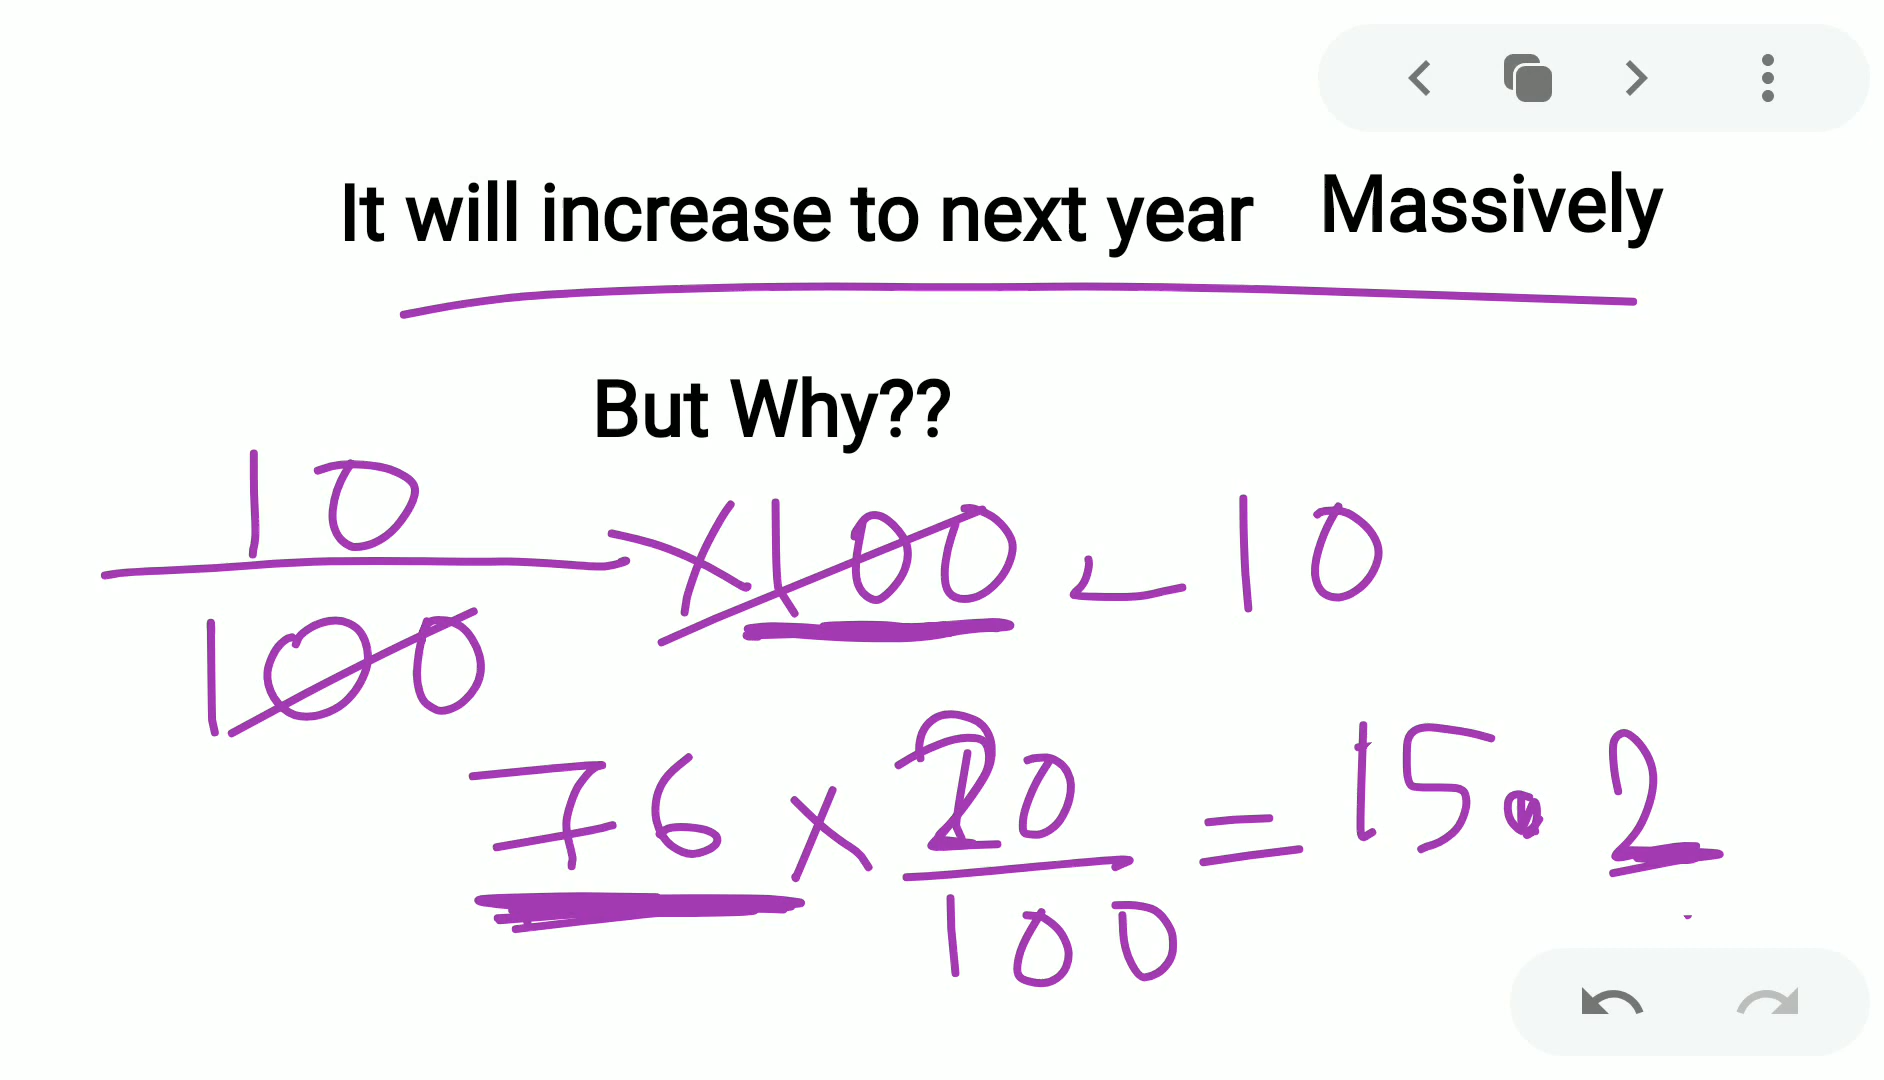 It will increase to next year Massively
But Why??
10/100 × 100 = 10
76 × 20/100 = 15.2